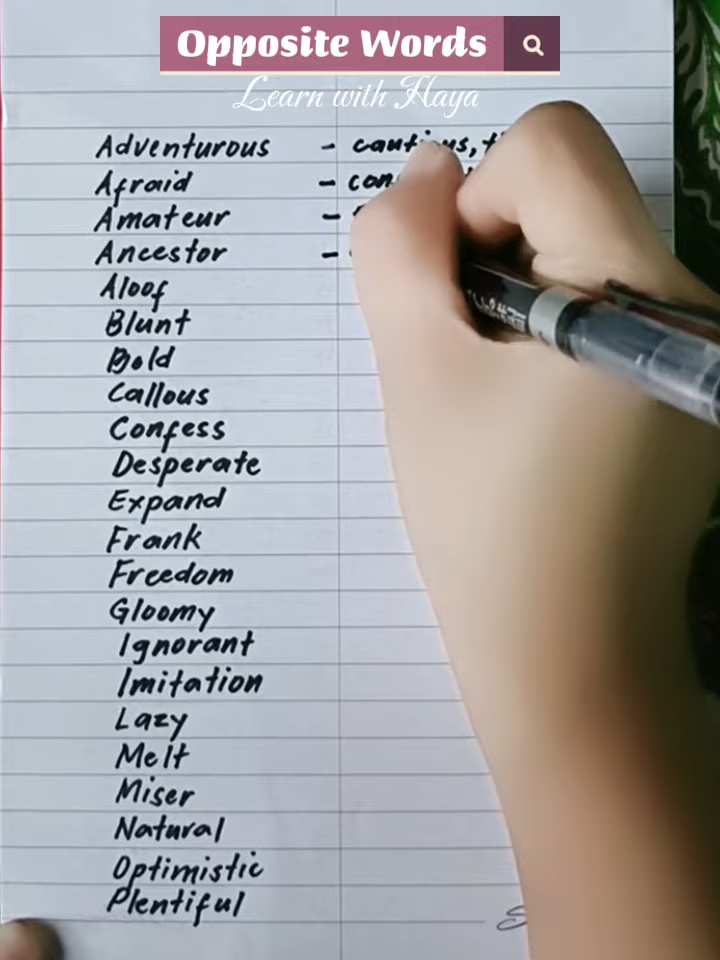 Opposite Words
Learn with Haya
Adventurous -
Afraid -
Amateur -
Ancestor -
Aloof
Blunt
Bold
Callous
Confess
Desperate
Expand
Frank
Freedom
Gloomy
Ignorant
Imitation
Lazy
Melt
Miser
Natural
Optimistic
Plentiful